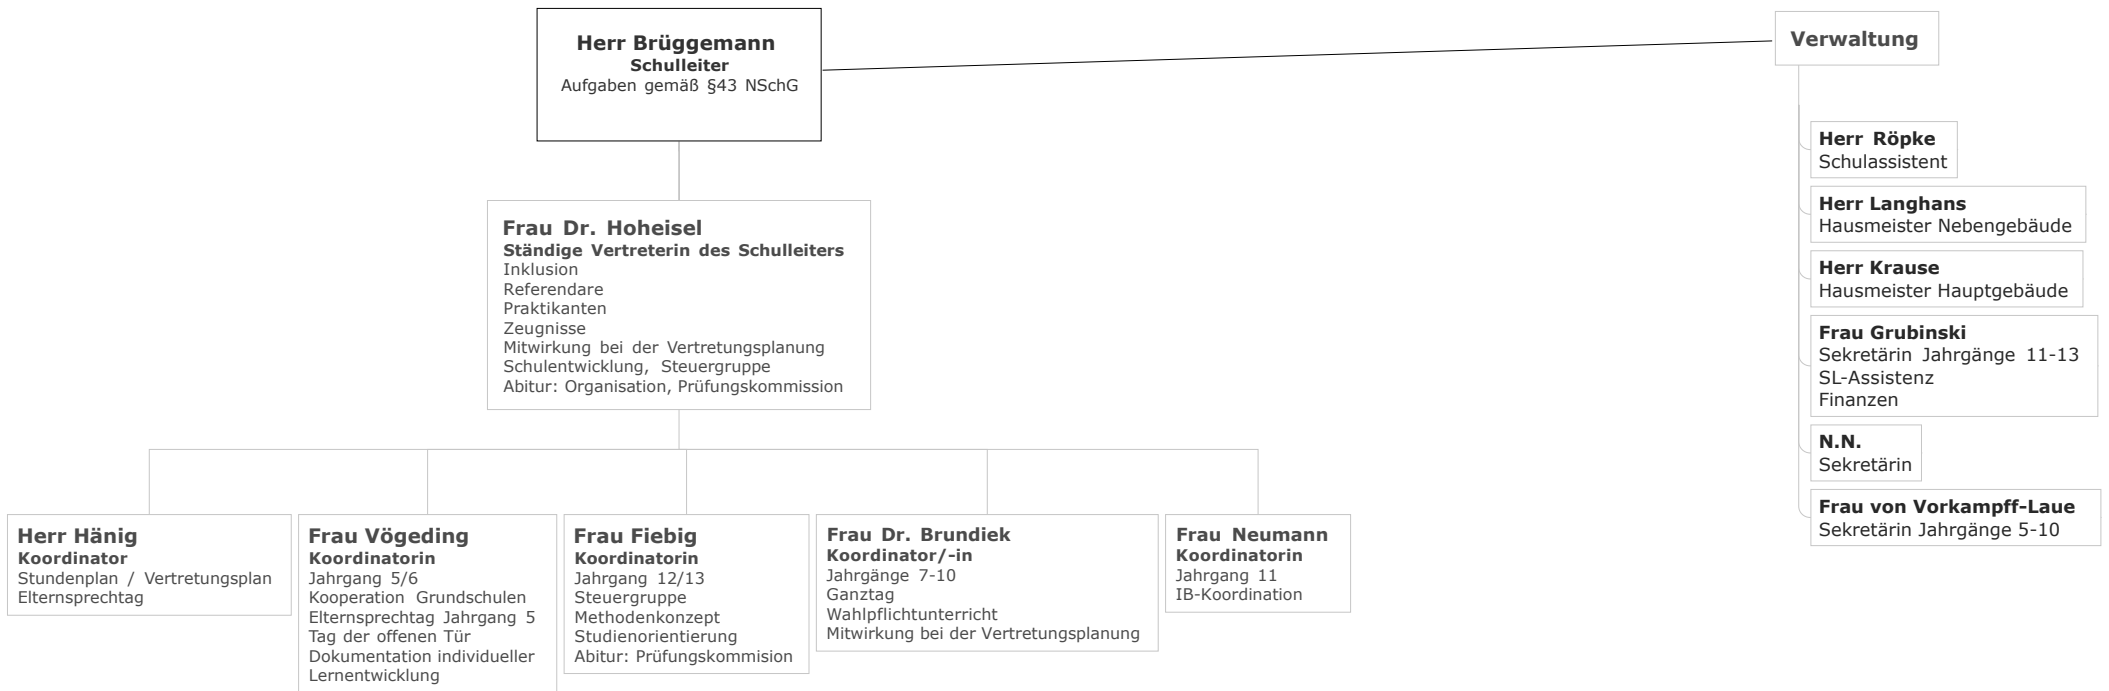 Herr Brüggemann
Schulleiter
Aufgaben gemäß §43 NSchG
Verwaltung
Herr Röpke
Schulassistent
Herr Langhans
Hausmeister Nebengebäude
Herr Krause
Hausmeister Hauptgebäude
Frau Grubinski
Sekretärin Jahrgänge 11-13
SL-Assistenz
Finanzen
N.N.
Sekretärin
Frau von Vorkampff-Laue
Sekretärin Jahrgänge 5-10
Frau Dr. Hoheisel
Ständige Vertreterin des Schulleiters
Inklusion
Referendare
Praktikanten
Zeugnisse
Mitwirkung bei der Vertretungsplanung
Schulentwicklung, Steuergruppe
Abitur: Organisation, Prüfungskommission
Herr Hänig
Koordinator
Stundenplan / Vertretungsplan
Elternsprechtag
Frau Vögeding
Koordinatorin
Jahrgang 5/6
Kooperation Grundschulen
Elternsprechtag Jahrgang 5
Tag der offenen Tür
Dokumentation individueller
Lernentwicklung
Frau Fiebig
Koordinatorin
Jahrgang 12/13
Steuergruppe
Methodenkonzept
Studienorientierung
Abitur: Prüfungskommision
Frau Dr. Brundiek
Koordinator/-in
Jahrgänge 7-10
Ganztag
Wahlpflichtunterricht
Mitwirkung bei der Vertretungsplanung
Frau Neumann
Koordinatorin
Jahrgang 11
IB-Koordination